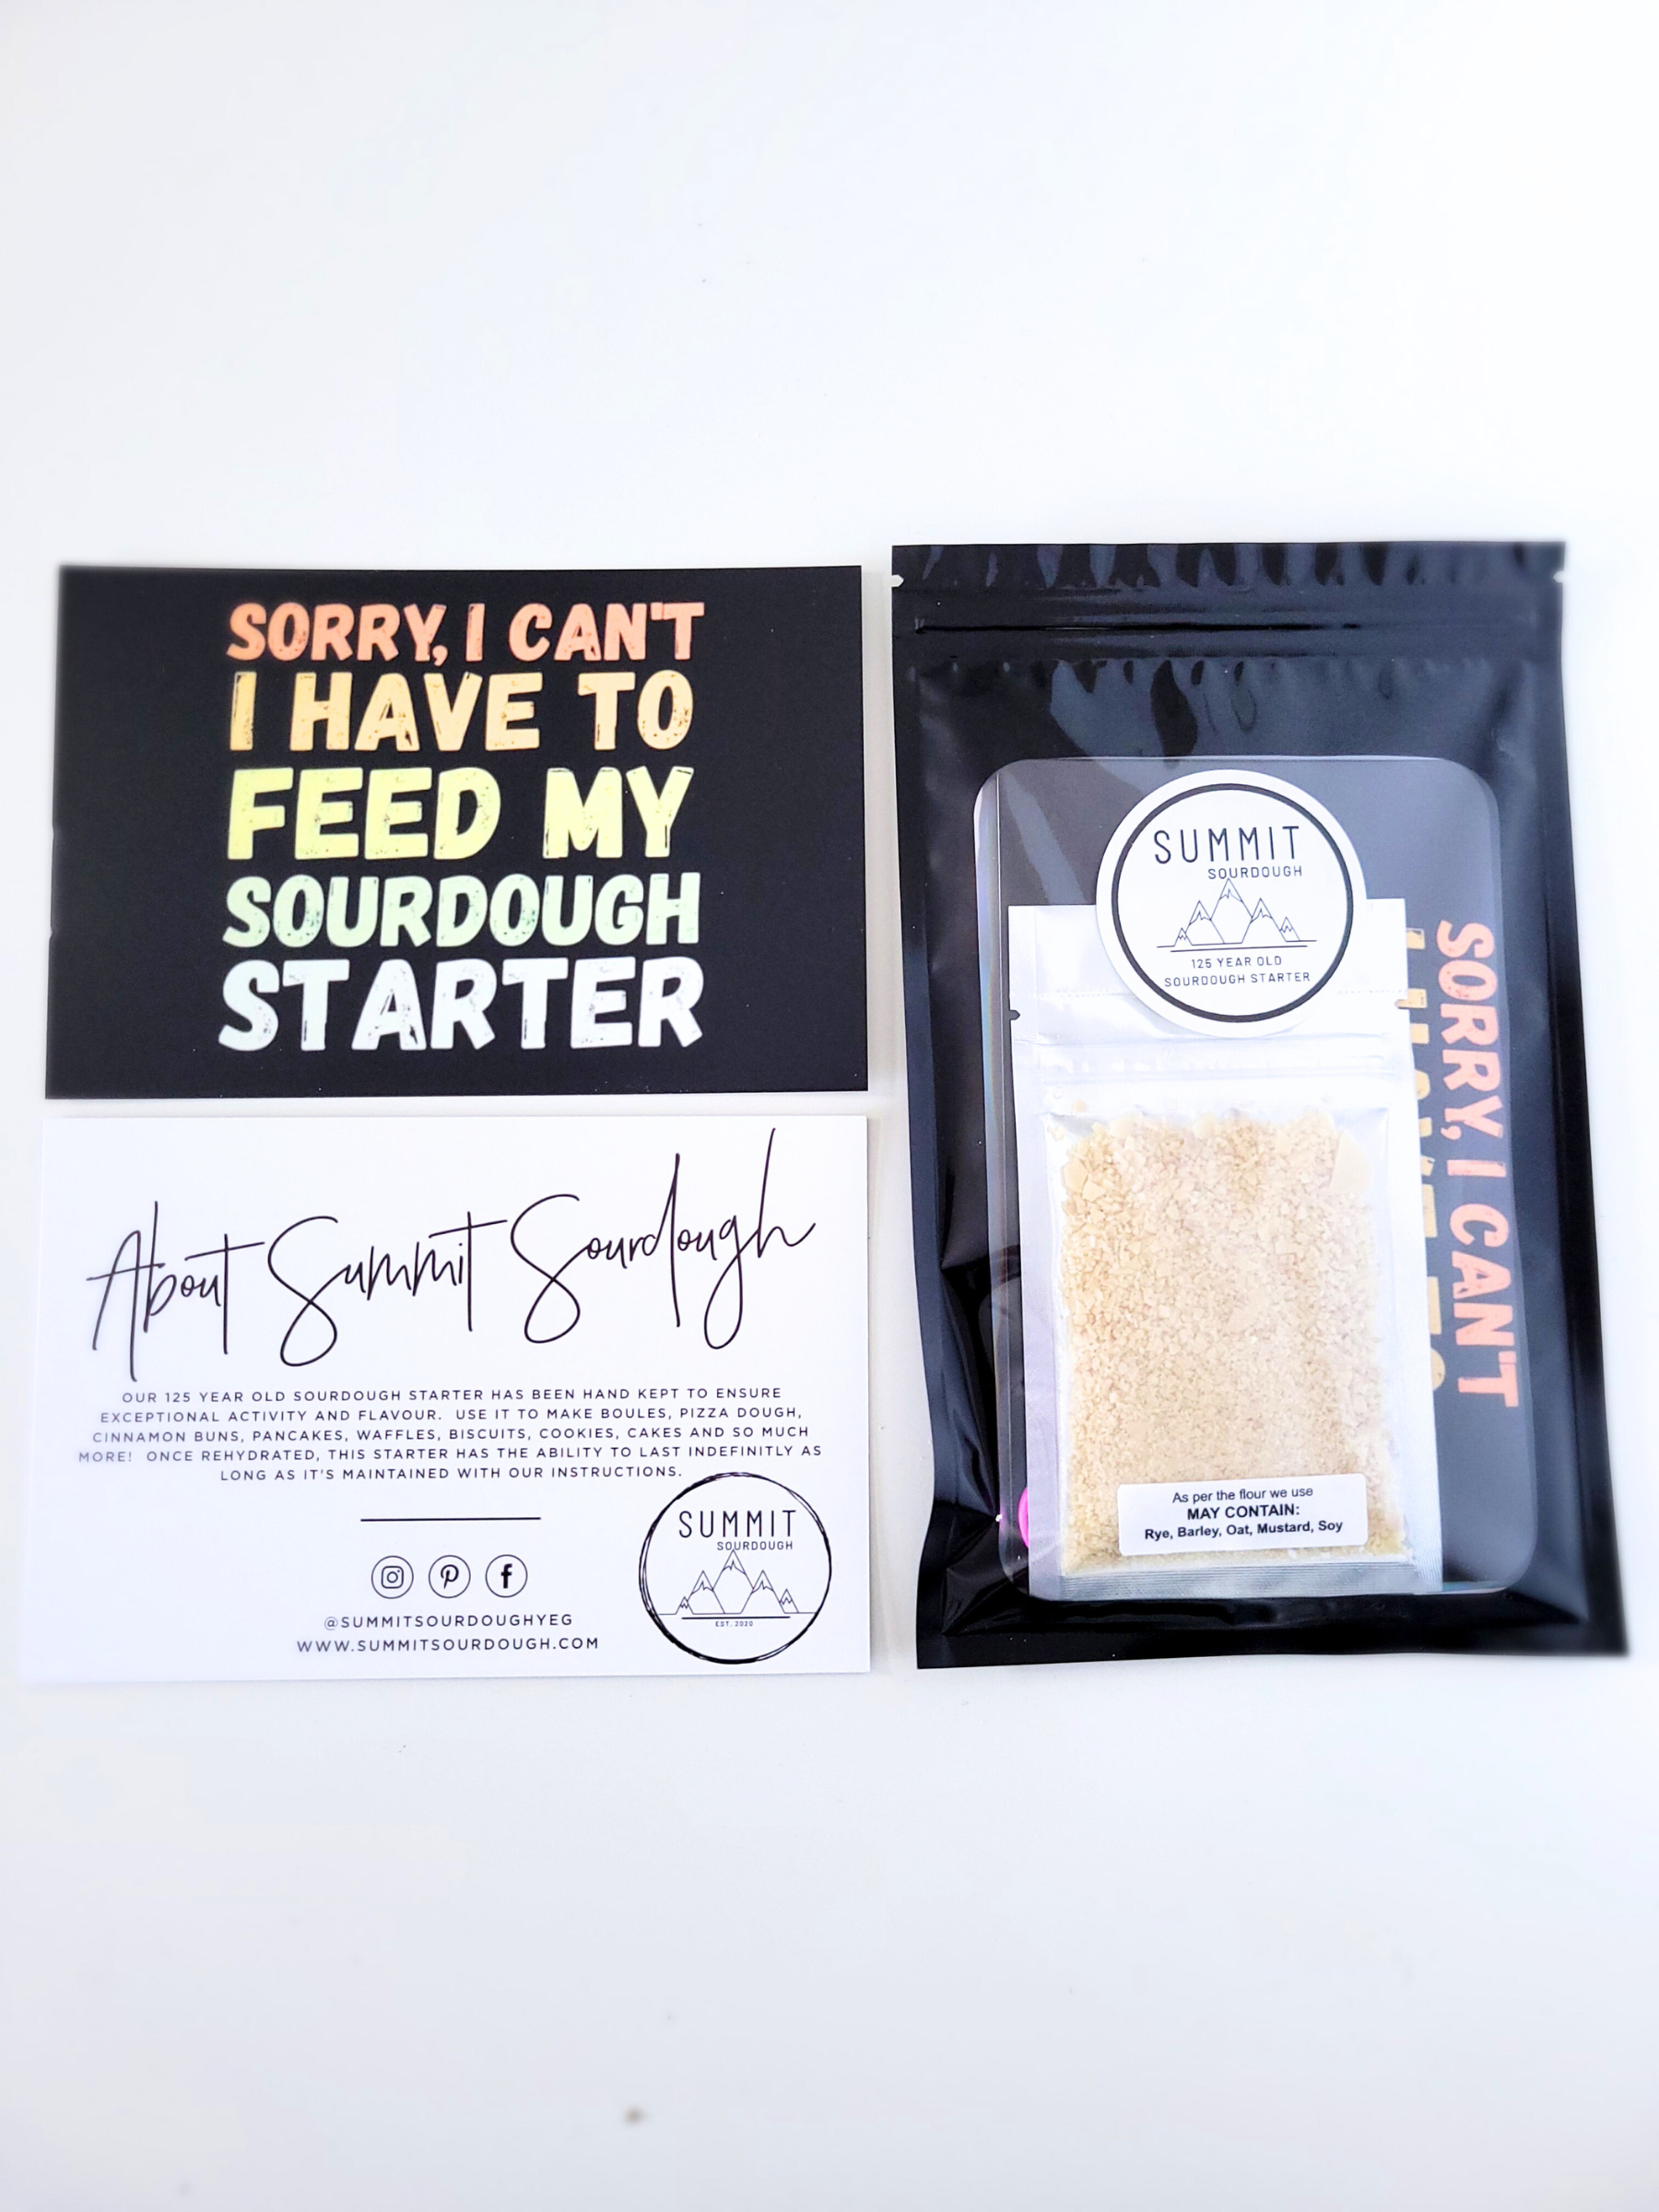 SORRY, I CAN'T
I HAVE TO
FEED MY
SOURDOUGH
STARTER
About Summit Sourdough
OUR 125 YEAR OLD SOURDOUGH STARTER HAS BEEN HAND KEPT TO ENSURE
EXCEPTIONAL ACTIVITY AND FLAVOUR. USE IT TO MAKE BOULES, PIZZA DOUGH,
CINNAMON BUNS, PANCAKES, WAFFLES, BISCUITS, COOKIES, CAKES AND SO MUCH
MORE! ONCE REHYDRATED, THIS STARTER HAS THE ABILITY TO LAST INDEFINITLY AS
LONG AS IT'S MAINTAINED WITH OUR INSTRUCTIONS.
@SUMMITSOURDOUGHYEG
WWW.SUMMITSOURDOUGH.COM
SUMMIT
SOURDOUGH
EST. 2020
SUMMIT
SOURDOUGH
125 YEAR OLD
SOURDOUGH STARTER
SORRY, I CAN'T
As per the flour we use
MAY CONTAIN:
Rye, Barley, Oat, Mustard, Soy